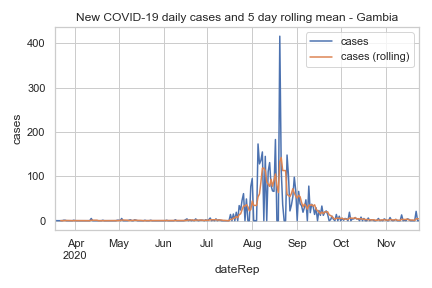 New COVID-19 daily cases and 5 day rolling mean - Gambia
cases
cases (rolling)
400
300
200
100
0
cases
Apr May Jun Jul Aug Sep Oct Nov
2020
dateRep